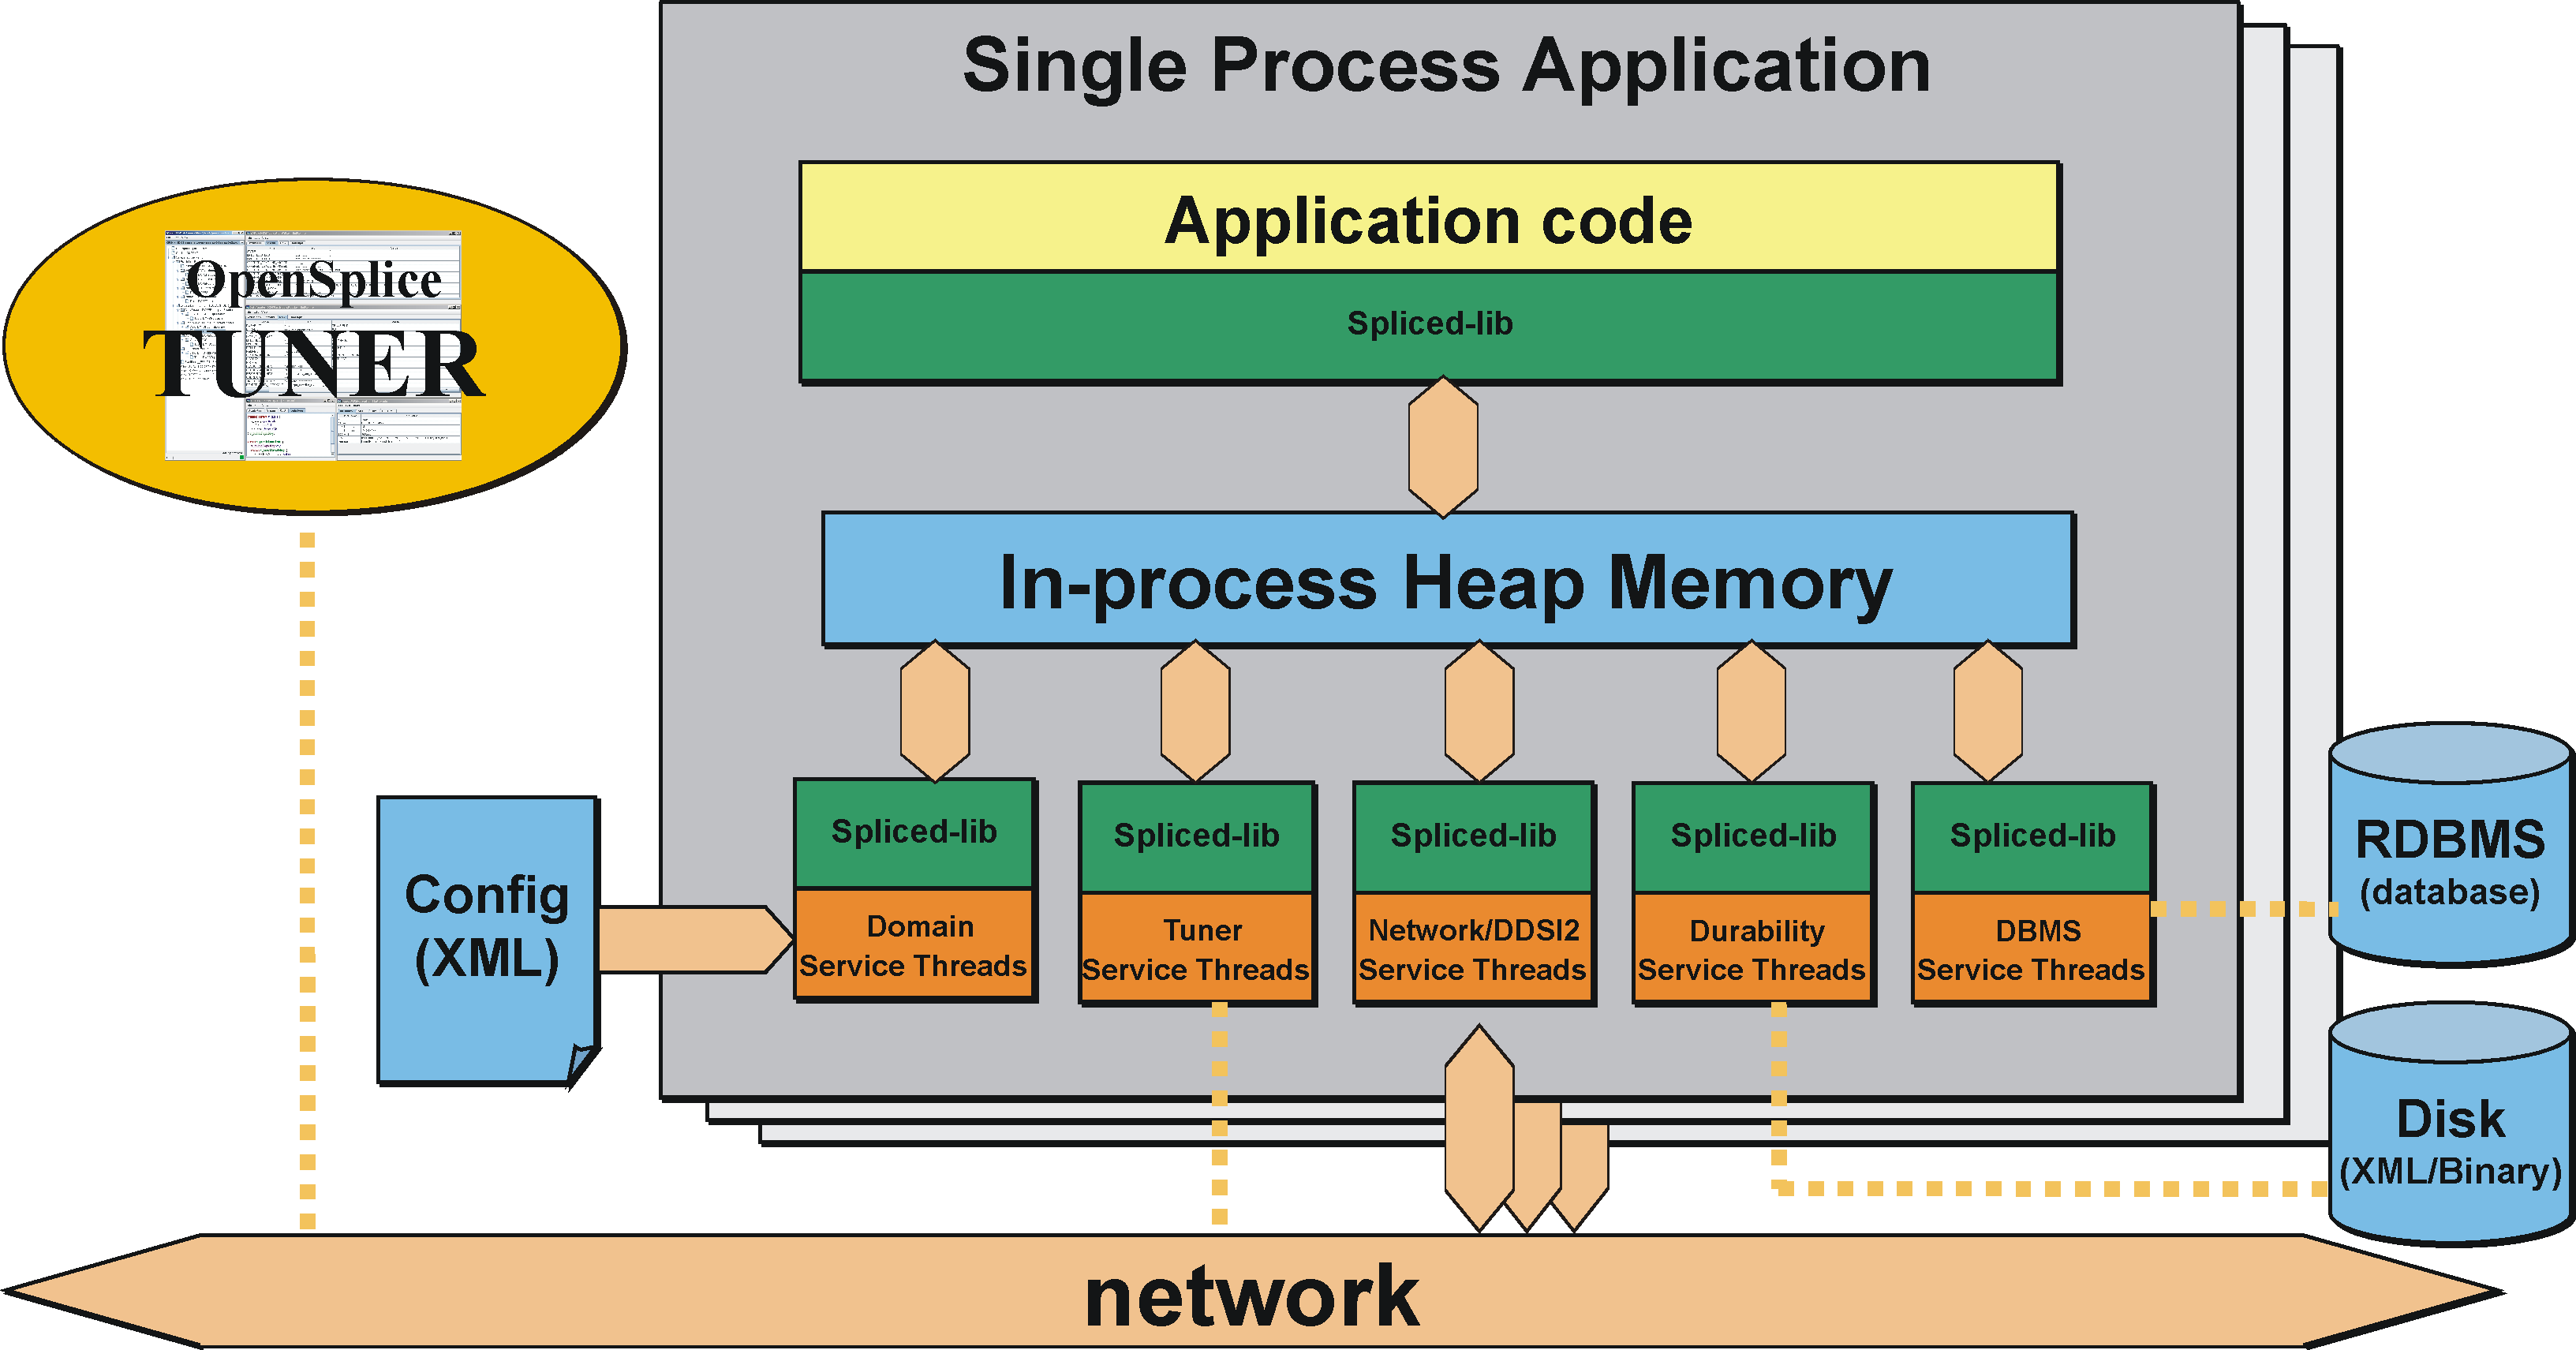 Single Process Application
Application code
Spliced-lib
OpenSplice
TUNER
In-process Heap Memory
Config
(XML)
Spliced-lib
Domain
Service Threads
Spliced-lib
Tuner
Service Threads
Spliced-lib
Network/DDSI2
Service Threads
Spliced-lib
Durability
Service Threads
Spliced-lib
DBMS
Service Threads
RDBMS
(database)
Disk
(XML/Binary)
network